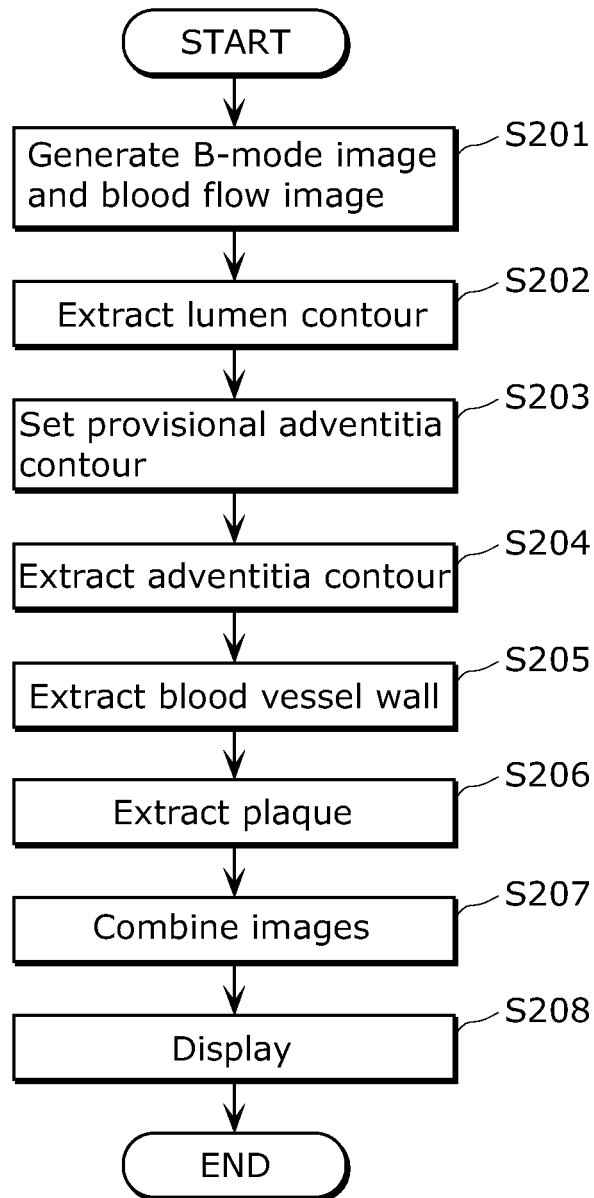 START
Generate B-mode image
and blood flow image
S201
Extract lumen contour
S202
Set provisional adventitia
contour
S203
Extract adventitia contour
S204
Extract blood vessel wall
S205
Extract plaque
S206
Combine images
S207
Display
S208
END